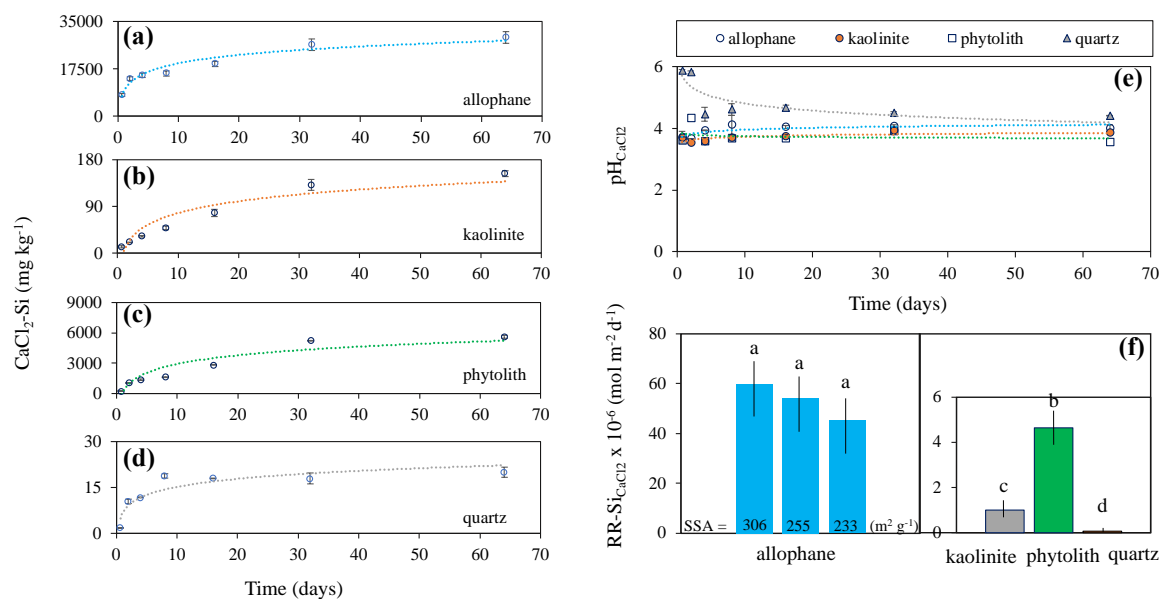 CaCl2-Si (mg kg-1)
35000
17500
0
(a)
allophane
0 10 20 30 40 50 60 70
180
90
0
(b)
kaolinite
0 10 20 30 40 50 60 70
9000
6000
3000
0
(c)
phytolith
0 10 20 30 40 50 60 70
30
15
0
(d)
quartz
0 10 20 30 40 50 60 70
Time (days)
allophane kaolinite phytolith quartz
(e)
pHCaCl2
6
4
2
0
0 10 20 30 40 50 60 70
Time (days)
RR-SiCaCl2 x 10-6 (mol m-2 d-1)
80
60
40
20
0
a a a
SSA = 306 255 233 (m2 g-1)
allophane
(f)
6
4
2
0
c b d
kaolinite phytolith quartz